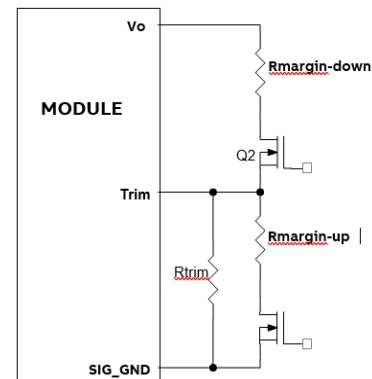 Vo
Rmargin-down
MODULE
Q2
Trim
Rmargin-up
Rtrim
SIG_GND